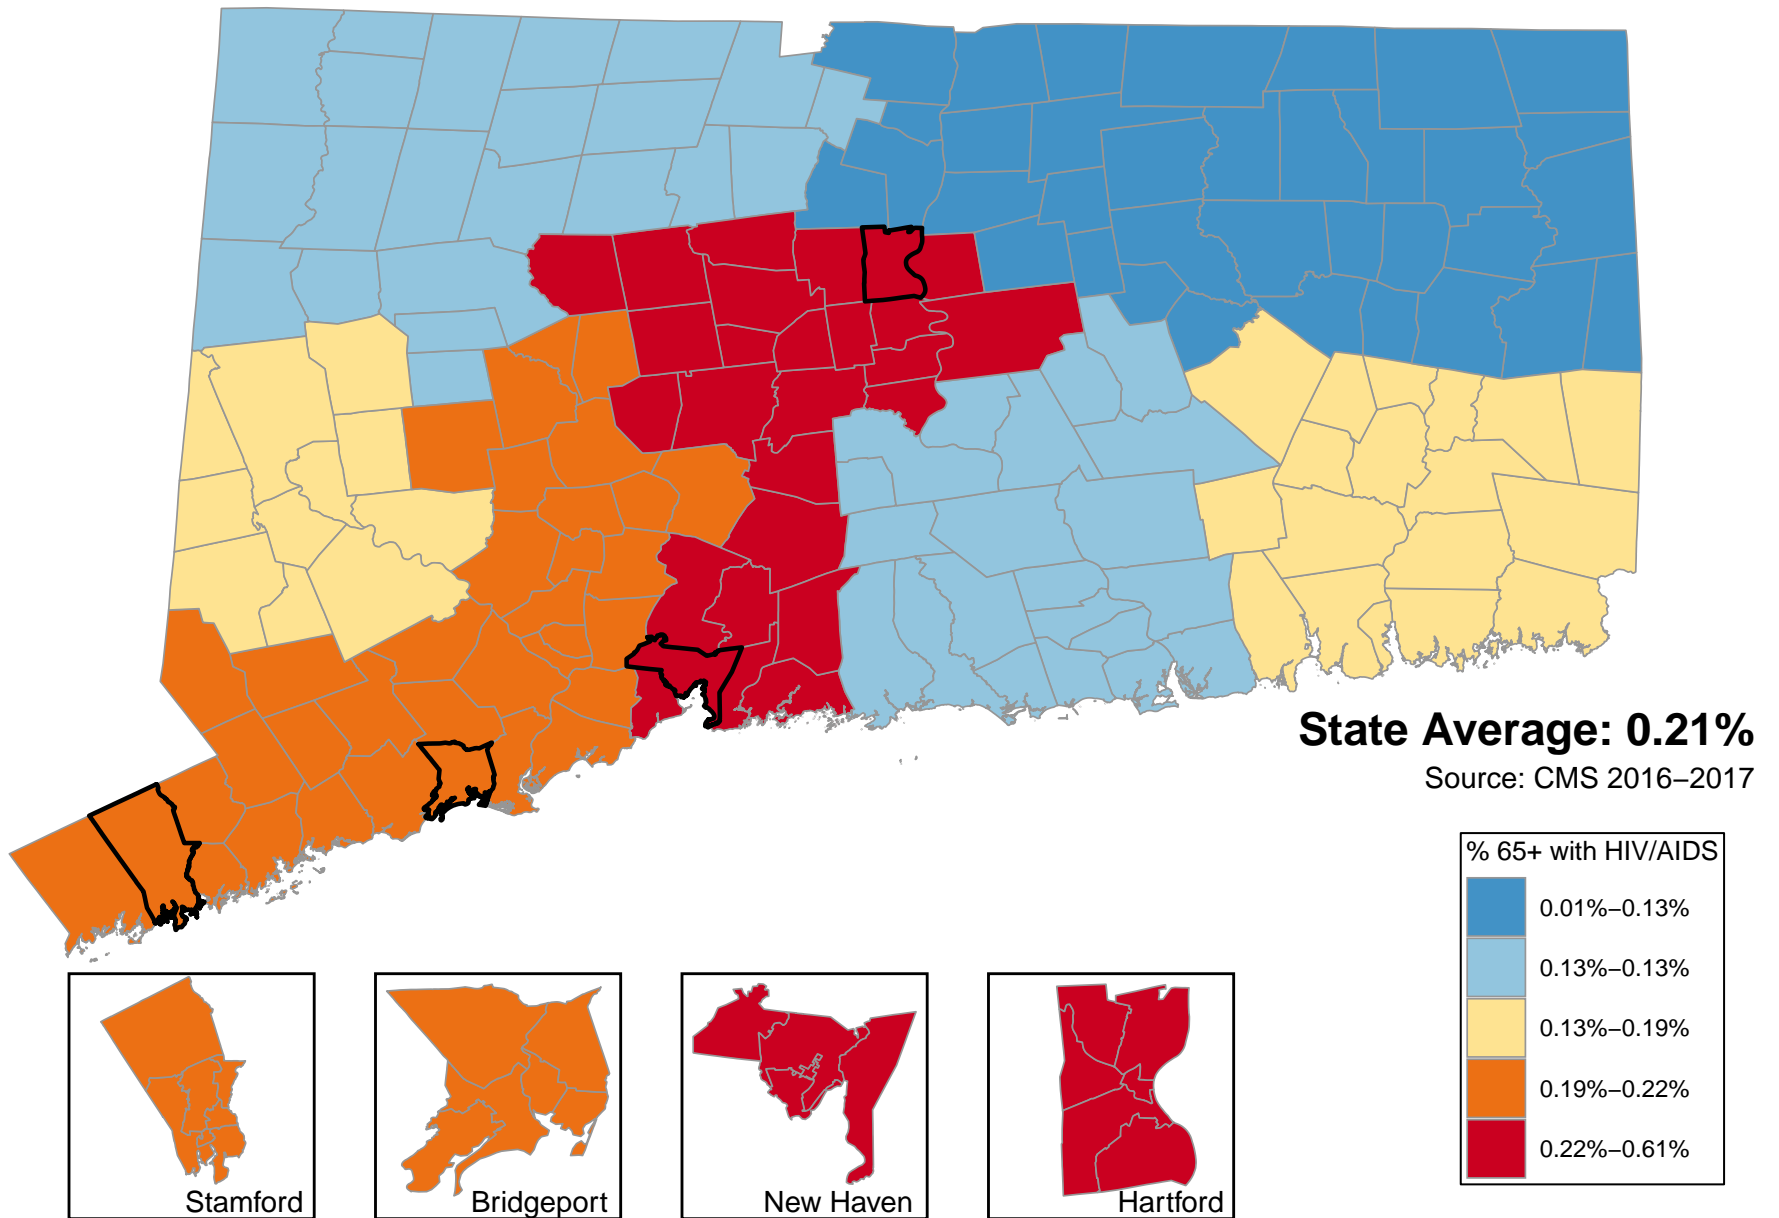 State Average: 0.21%
Source: CMS 2016–2017
% 65+ with HIV/AIDS
0.01%–0.13%
0.13%–0.13%
0.13%–0.19%
0.19%–0.22%
0.22%–0.61%
Stamford
Bridgeport
New Haven
Hartford